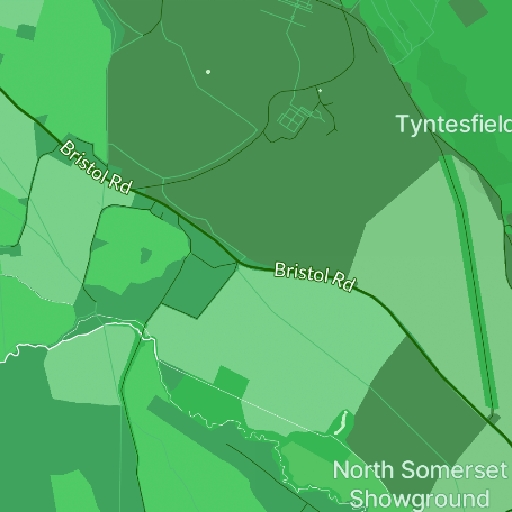 Tyntesfield
Bristol Rd
Bristol Rd
North Somerset
Showground